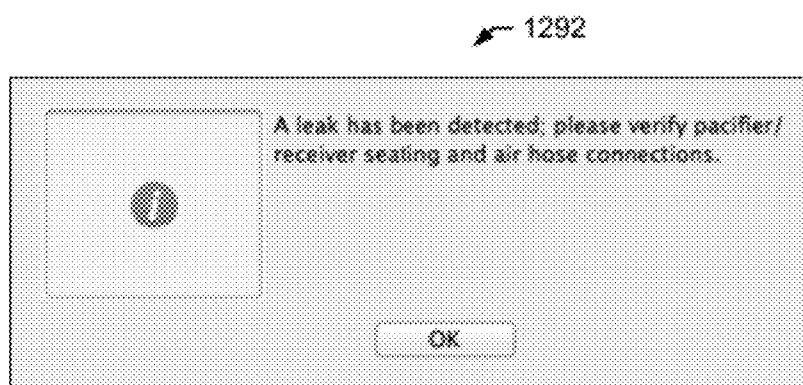 1292
A leak has been detected; please verify pacifier/
receiver seating and air hose connections.
i
OK